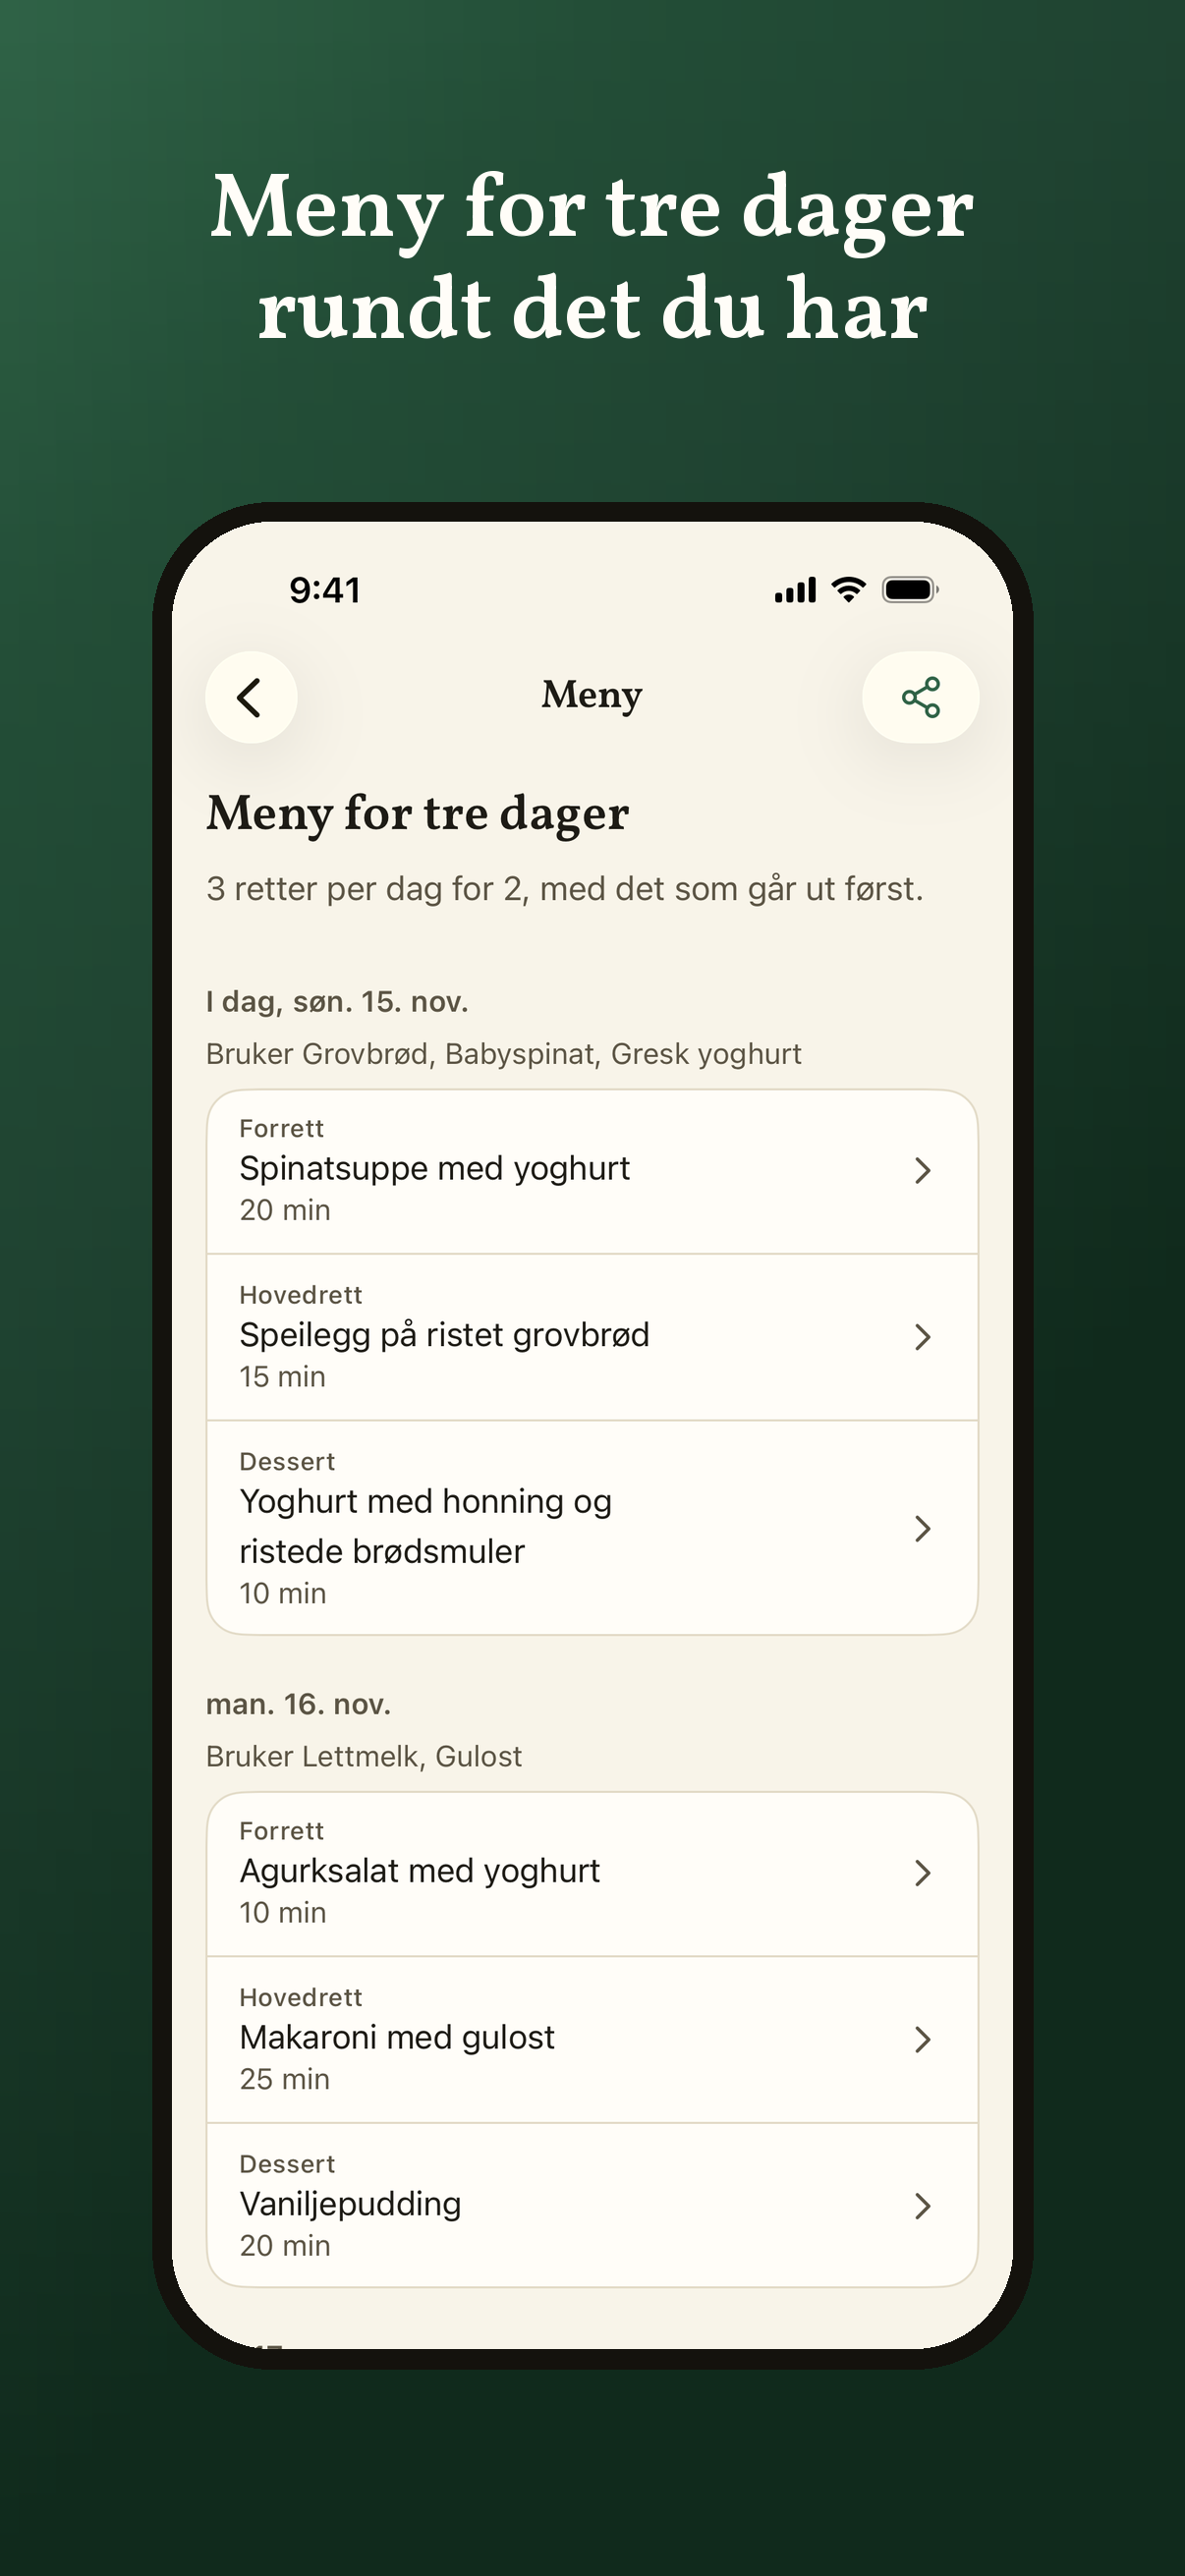 Meny for tre dager
rundt det du har
9:41
Meny
Meny for tre dager
3 retter per dag for 2, med det som går ut først.
I dag, søn. 15. nov.
Bruker Grovbrød, Babyspinat, Gresk yoghurt
Forrett
Spinatsuppe med yoghurt
20 min
Hovedrett
Speilegg på ristet grovbrød
15 min
Dessert
Yoghurt med honning og
ristede brødsmuler
10 min
man. 16. nov.
Bruker Lettmelk, Gulost
Forrett
Agurksalat med yoghurt
10 min
Hovedrett
Makaroni med gulost
25 min
Dessert
Vaniljepudding
20 min